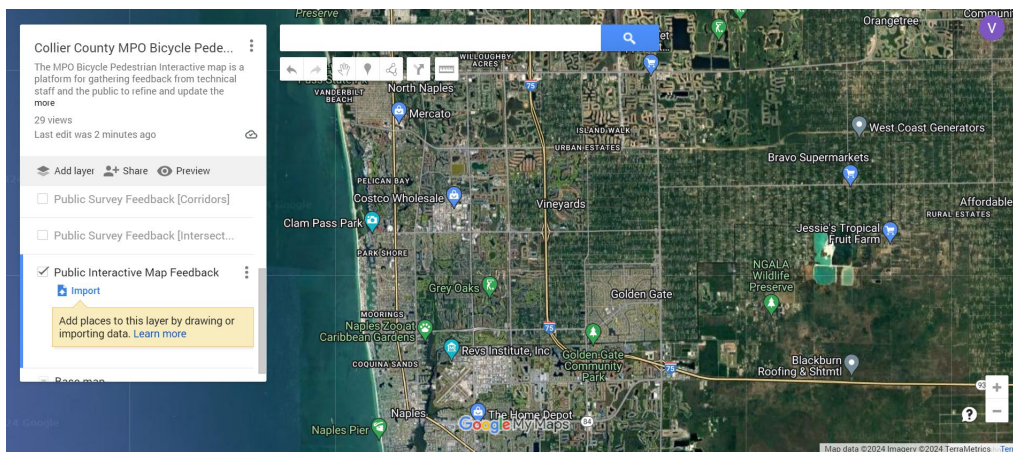 Collier County MPO Bicycle Pede...
The MPO Bicycle Pedestrian Interactive map is a
platform for gathering feedback from technical
staff and the public to refine and update the
more
29 views
Last edit was 2 minutes ago
Add layer
Share
Preview
Public Survey Feedback [Corridors]
Public Survey Feedback [Intersect...
Public Interactive Map Feedback
Import
Add places to this layer by drawing or
importing data. Learn more
Base map
Preserve
Orangetree
V
WILLOUGHBY
ACRES
VANDERBILT
BEACH
North Naples
75
Mercato
ISLAND WALK
URBAN ESTATES
West Coast Generators
Bravo Supermarkets
PELICAN BAY
Costco Wholesale
Vineyards
Affordable
RURAL ESTATES
Clam Pass Park
Jessie's Tropical
Fruit Farm
PARK SHORE
NGALA
Wildlife
Preserve
Grey Oaks
Golden Gate
MOORINGS
Naples Zoo at
Caribbean Gardens
75
Revs Institute, Inc
Golden Gate
Community
Park
75
COQUINA SANDS
Blackburn
Roofing & Shtmtl
93
Naples
The Home Depot
84
Google My Maps
Naples Pier
Map data ©2024 Imagery ©2024 TerraMetrics